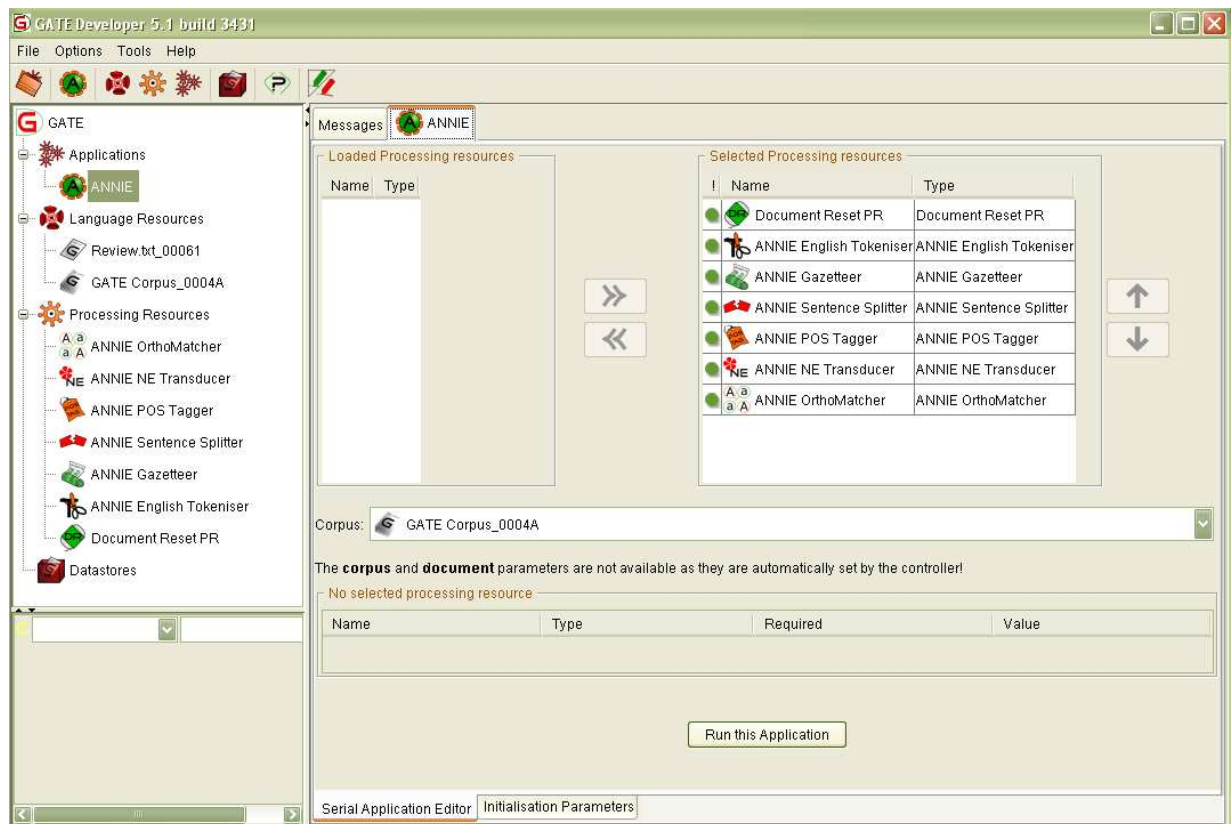 GATE Developer 5.1 build 3431
File Options Tools Help
GATE
Applications
ANNIE
Language Resources
Review.txt_00061
GATE Corpus_0004A
Processing Resources
ANNIE OrthoMatcher
ANNIE NE Transducer
ANNIE POS Tagger
ANNIE Sentence Splitter
ANNIE Gazetteer
ANNIE English Tokeniser
Document Reset PR
Datastores
Messages ANNIE
Loaded Processing resources
Name Type
Selected Processing resources
! Name Type
Document Reset PR Document Reset PR
ANNIE English Tokeniser ANNIE English Tokeniser
ANNIE Gazetteer ANNIE Gazetteer
ANNIE Sentence Splitter ANNIE Sentence Splitter
ANNIE POS Tagger ANNIE POS Tagger
ANNIE NE Transducer ANNIE NE Transducer
ANNIE OrthoMatcher ANNIE OrthoMatcher
Corpus: GATE Corpus_0004A
The corpus and document parameters are not available as they are automatically set by the controller!
No selected processing resource
Name Type Required Value
Run this Application
Serial Application Editor Initialisation Parameters